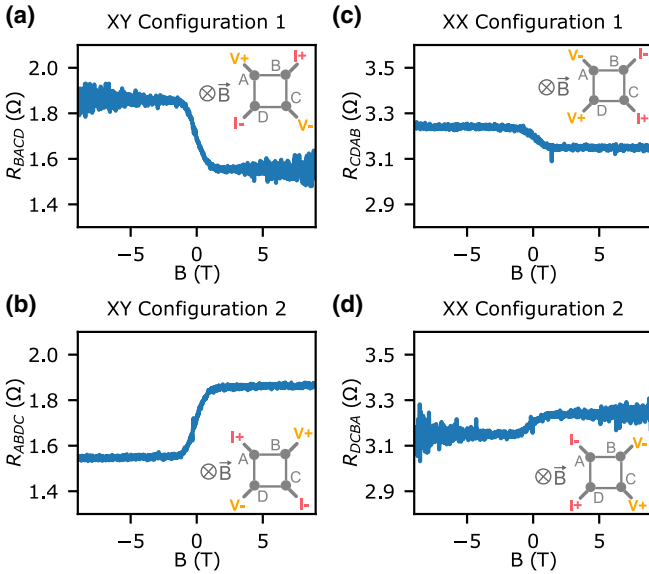 (a) XY Configuration 1
R_BACD (Ω)
2.0
1.8
1.6
1.4
−5 0 5
B (T)
⊗ B⃗
V+ I+
A B
D C
I- V-
(c) XX Configuration 1
R_CDAB (Ω)
3.5
3.3
3.1
2.9
−5 0 5
B (T)
⊗ B⃗
V- I-
A B
D C
V+ I+
(b) XY Configuration 2
R_ABDC (Ω)
2.0
1.8
1.6
1.4
−5 0 5
B (T)
⊗ B⃗
I+ V+
A B
D C
V- I-
(d) XX Configuration 2
R_DCBA (Ω)
3.5
3.3
3.1
2.9
−5 0 5
B (T)
⊗ B⃗
I- V-
A B
D C
I+ V+